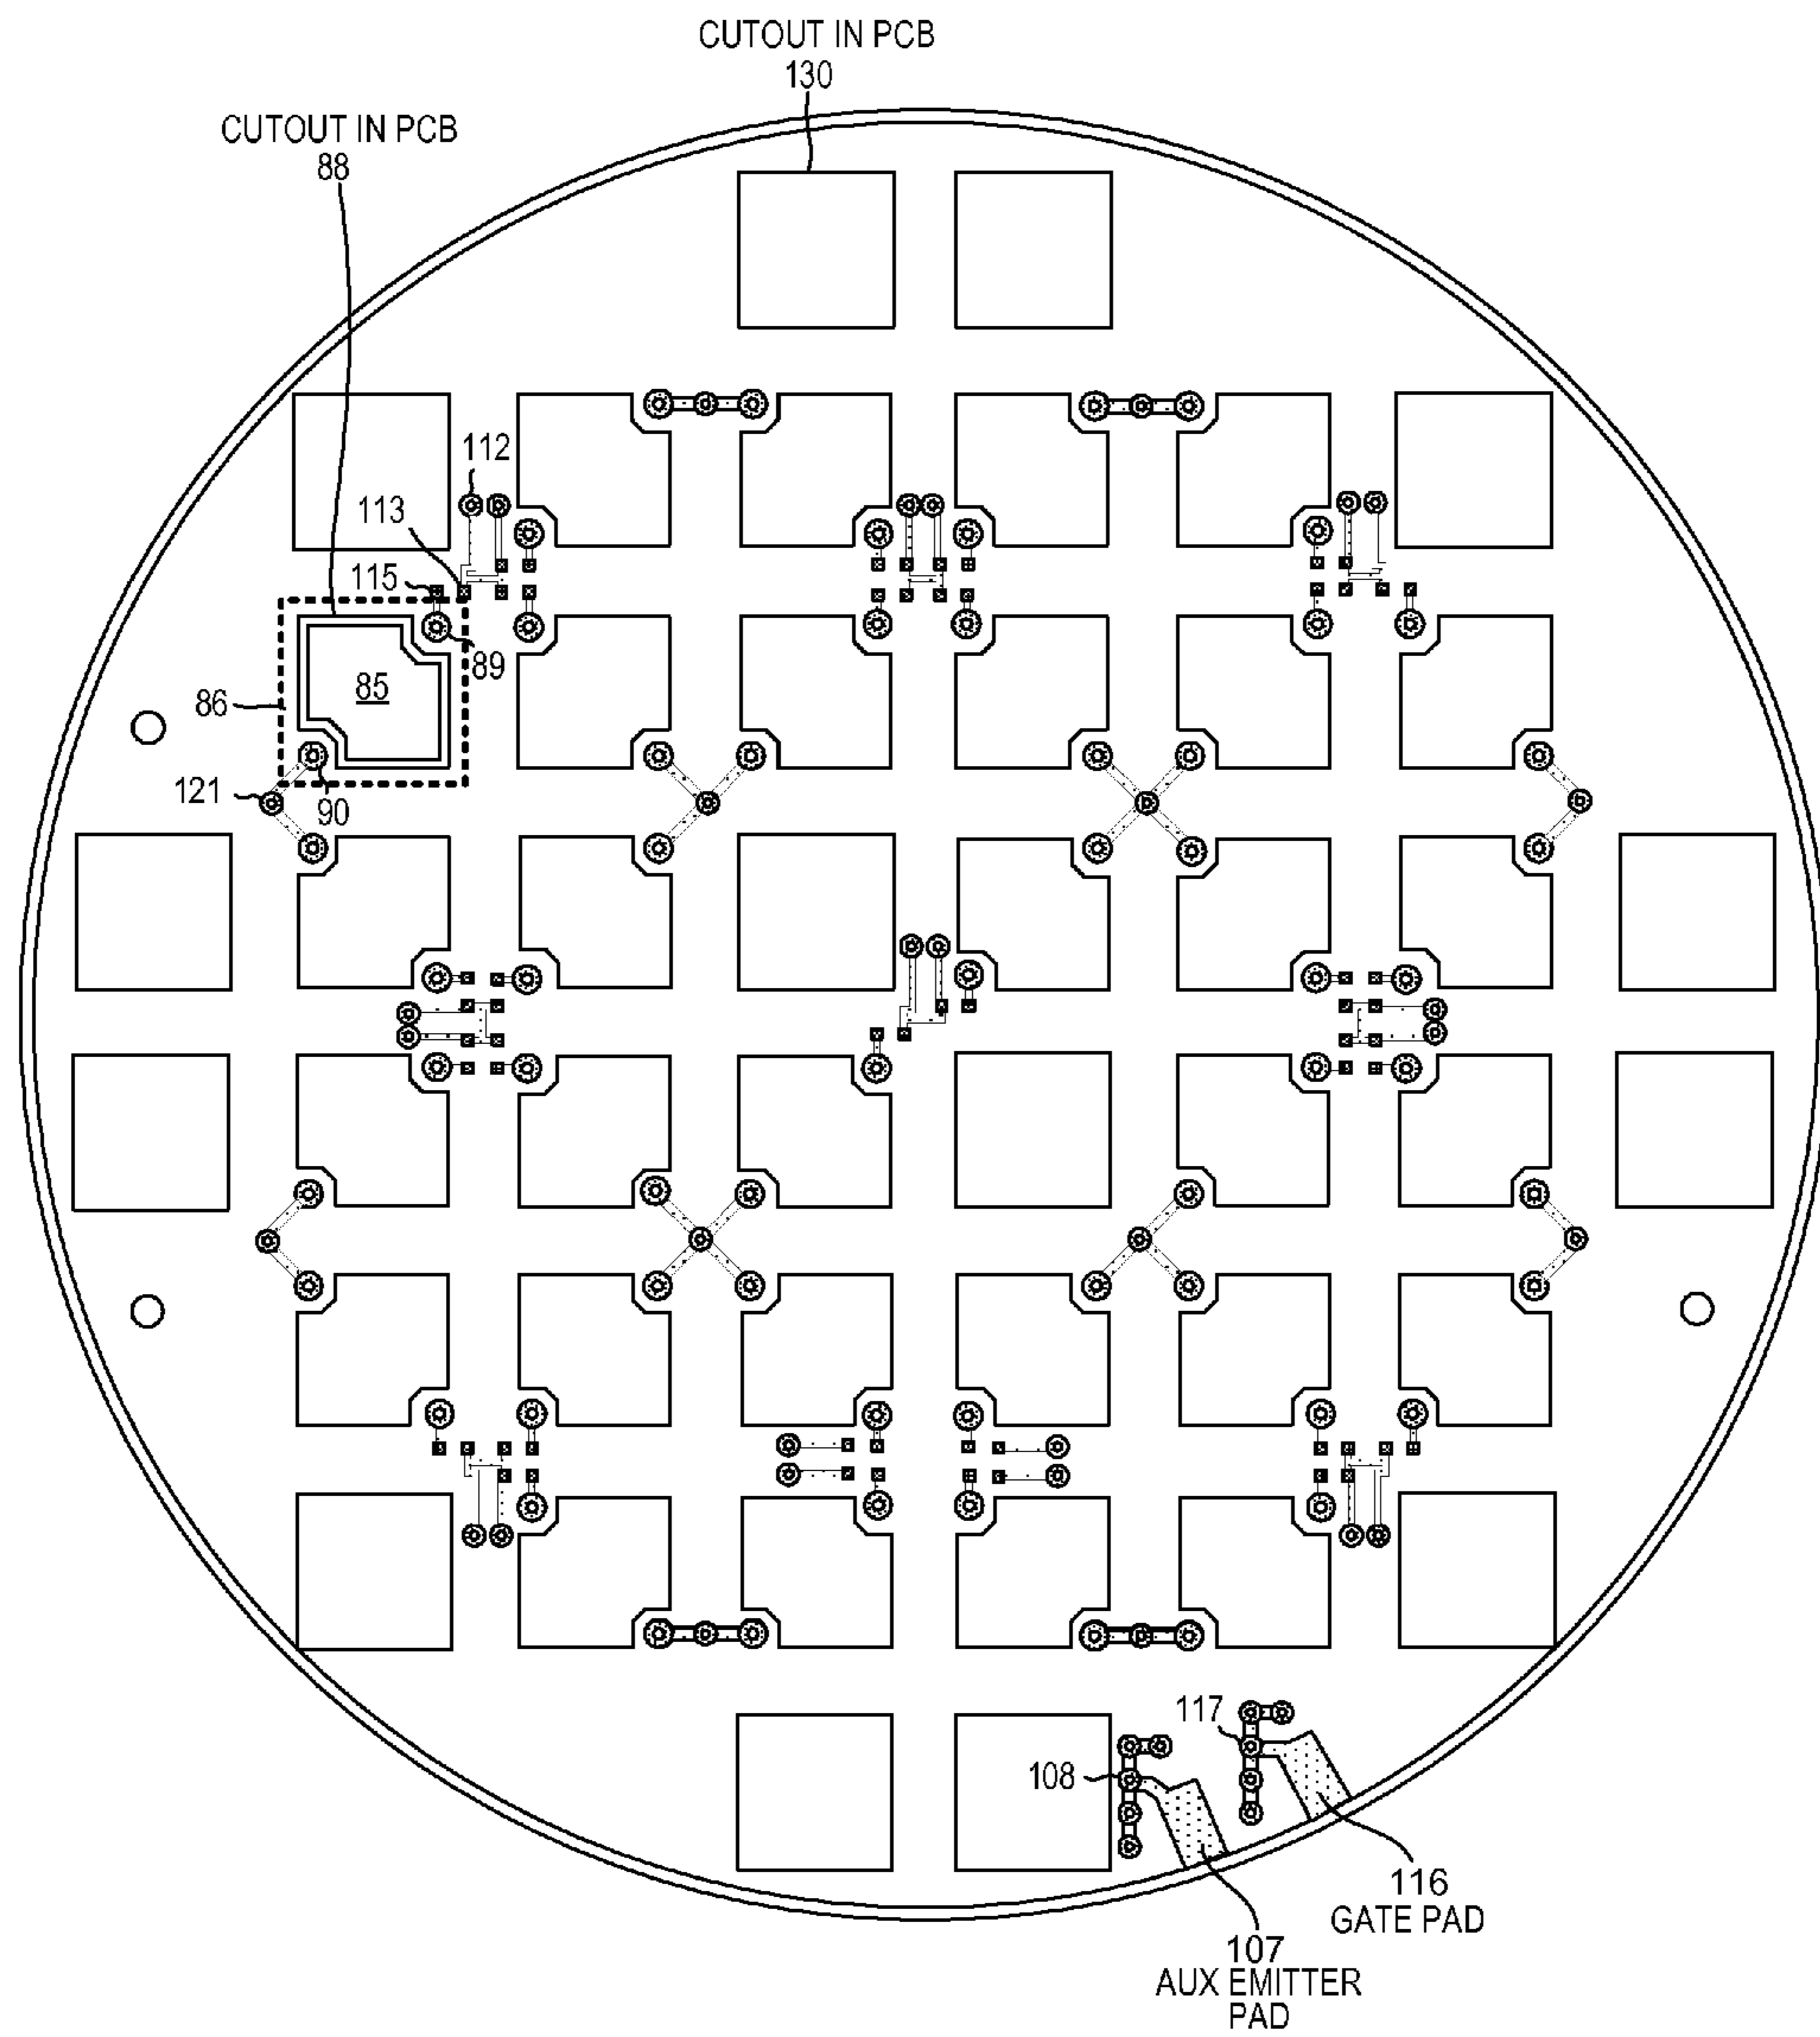 CUTOUT IN PCB
130
CUTOUT IN PCB
88
112
113
115
89
85
86
121
90
117
108
116
GATE PAD
107
AUX EMITTER
PAD